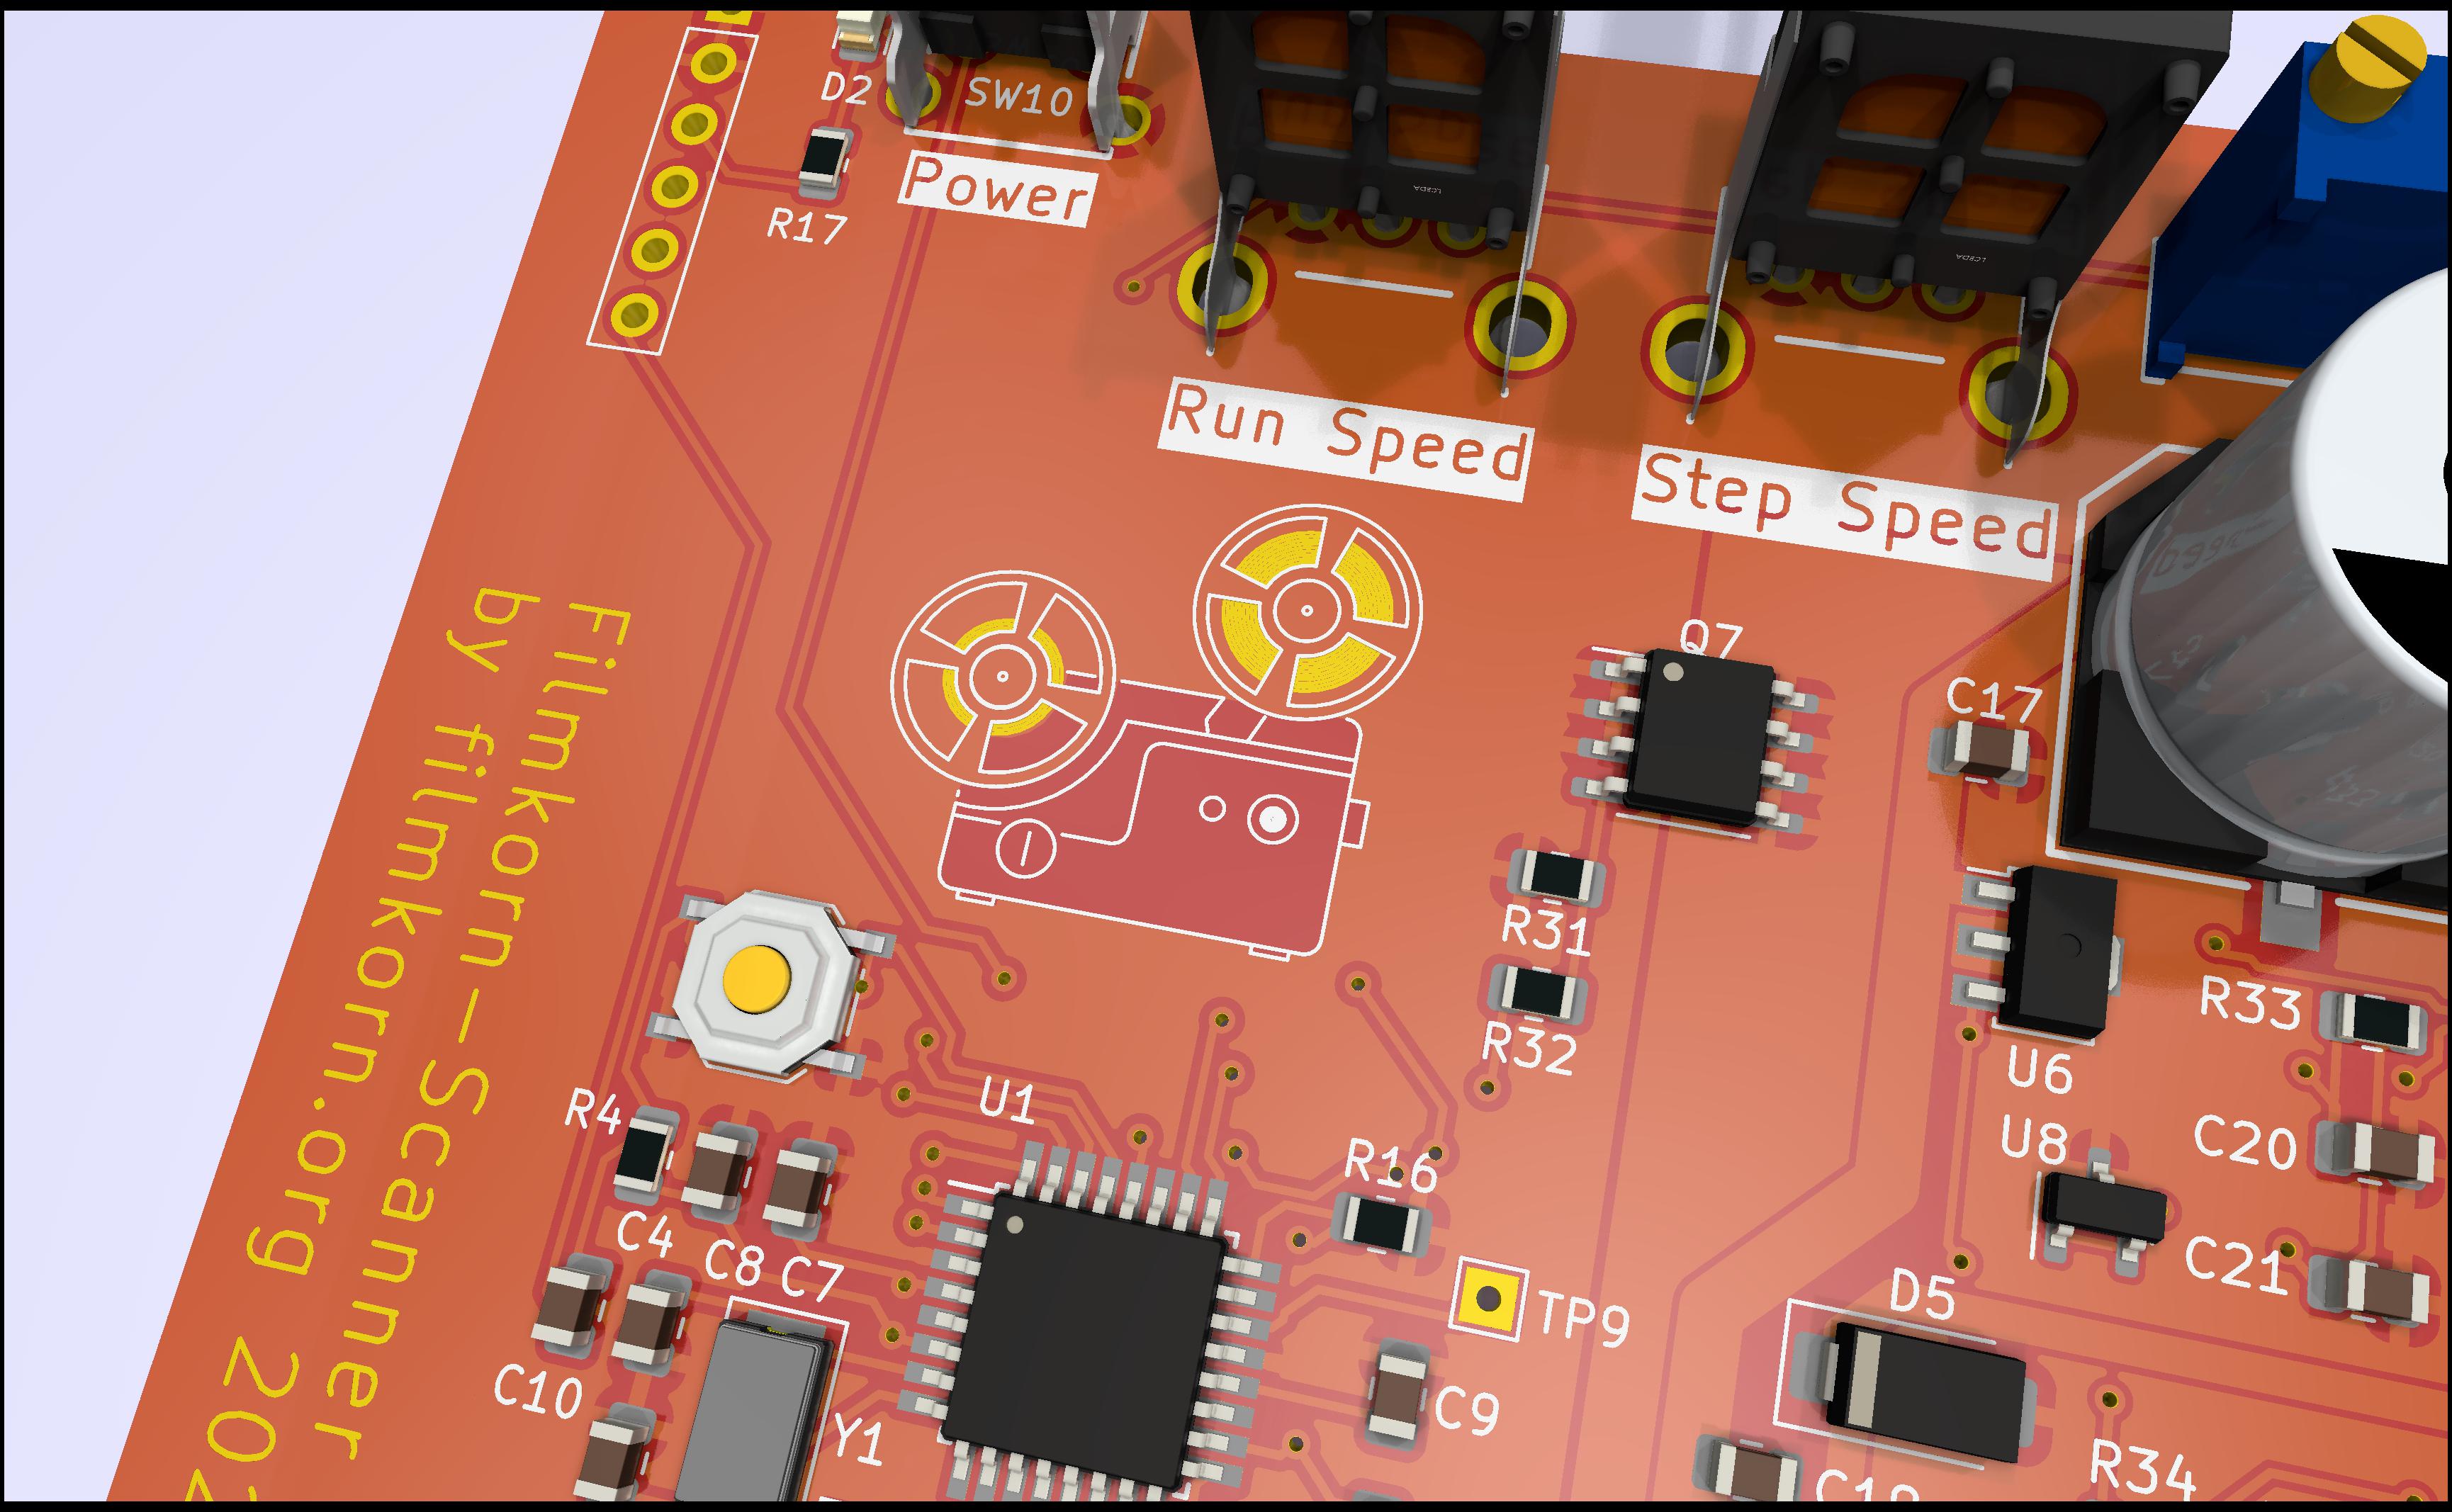 D2
SW10
Power
R17
Run Speed
Step Speed
Q7
C17
R31
R32
R33
U6
U8
C20
C21
R4
U1
R16
C4
C8
C7
C10
Y1
TP9
C9
D5
R34
Filmkorn-Scanner
by filmkorn.org